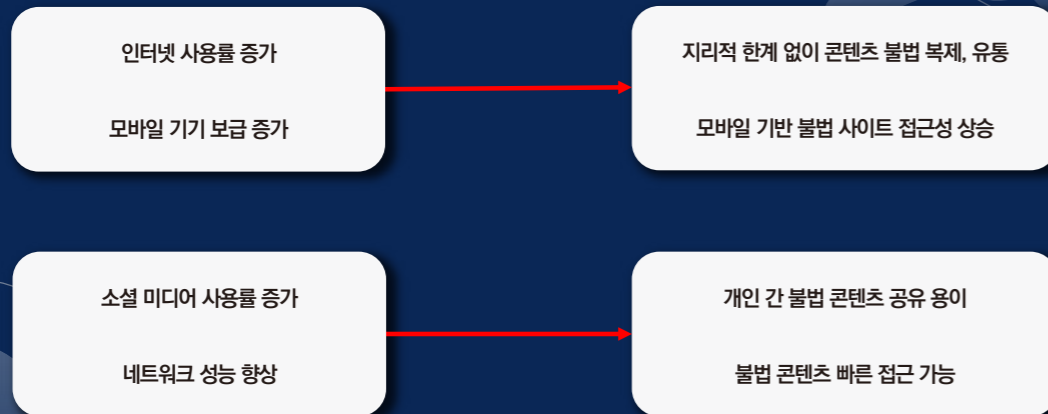 인터넷 사용률 증가
모바일 기기 보급 증가
지리적 한계 없이 콘텐츠 불법 복제, 유통
모바일 기반 불법 사이트 접근성 상승
소셜 미디어 사용률 증가
네트워크 성능 향상
개인 간 불법 콘텐츠 공유 용이
불법 콘텐츠 빠른 접근 가능